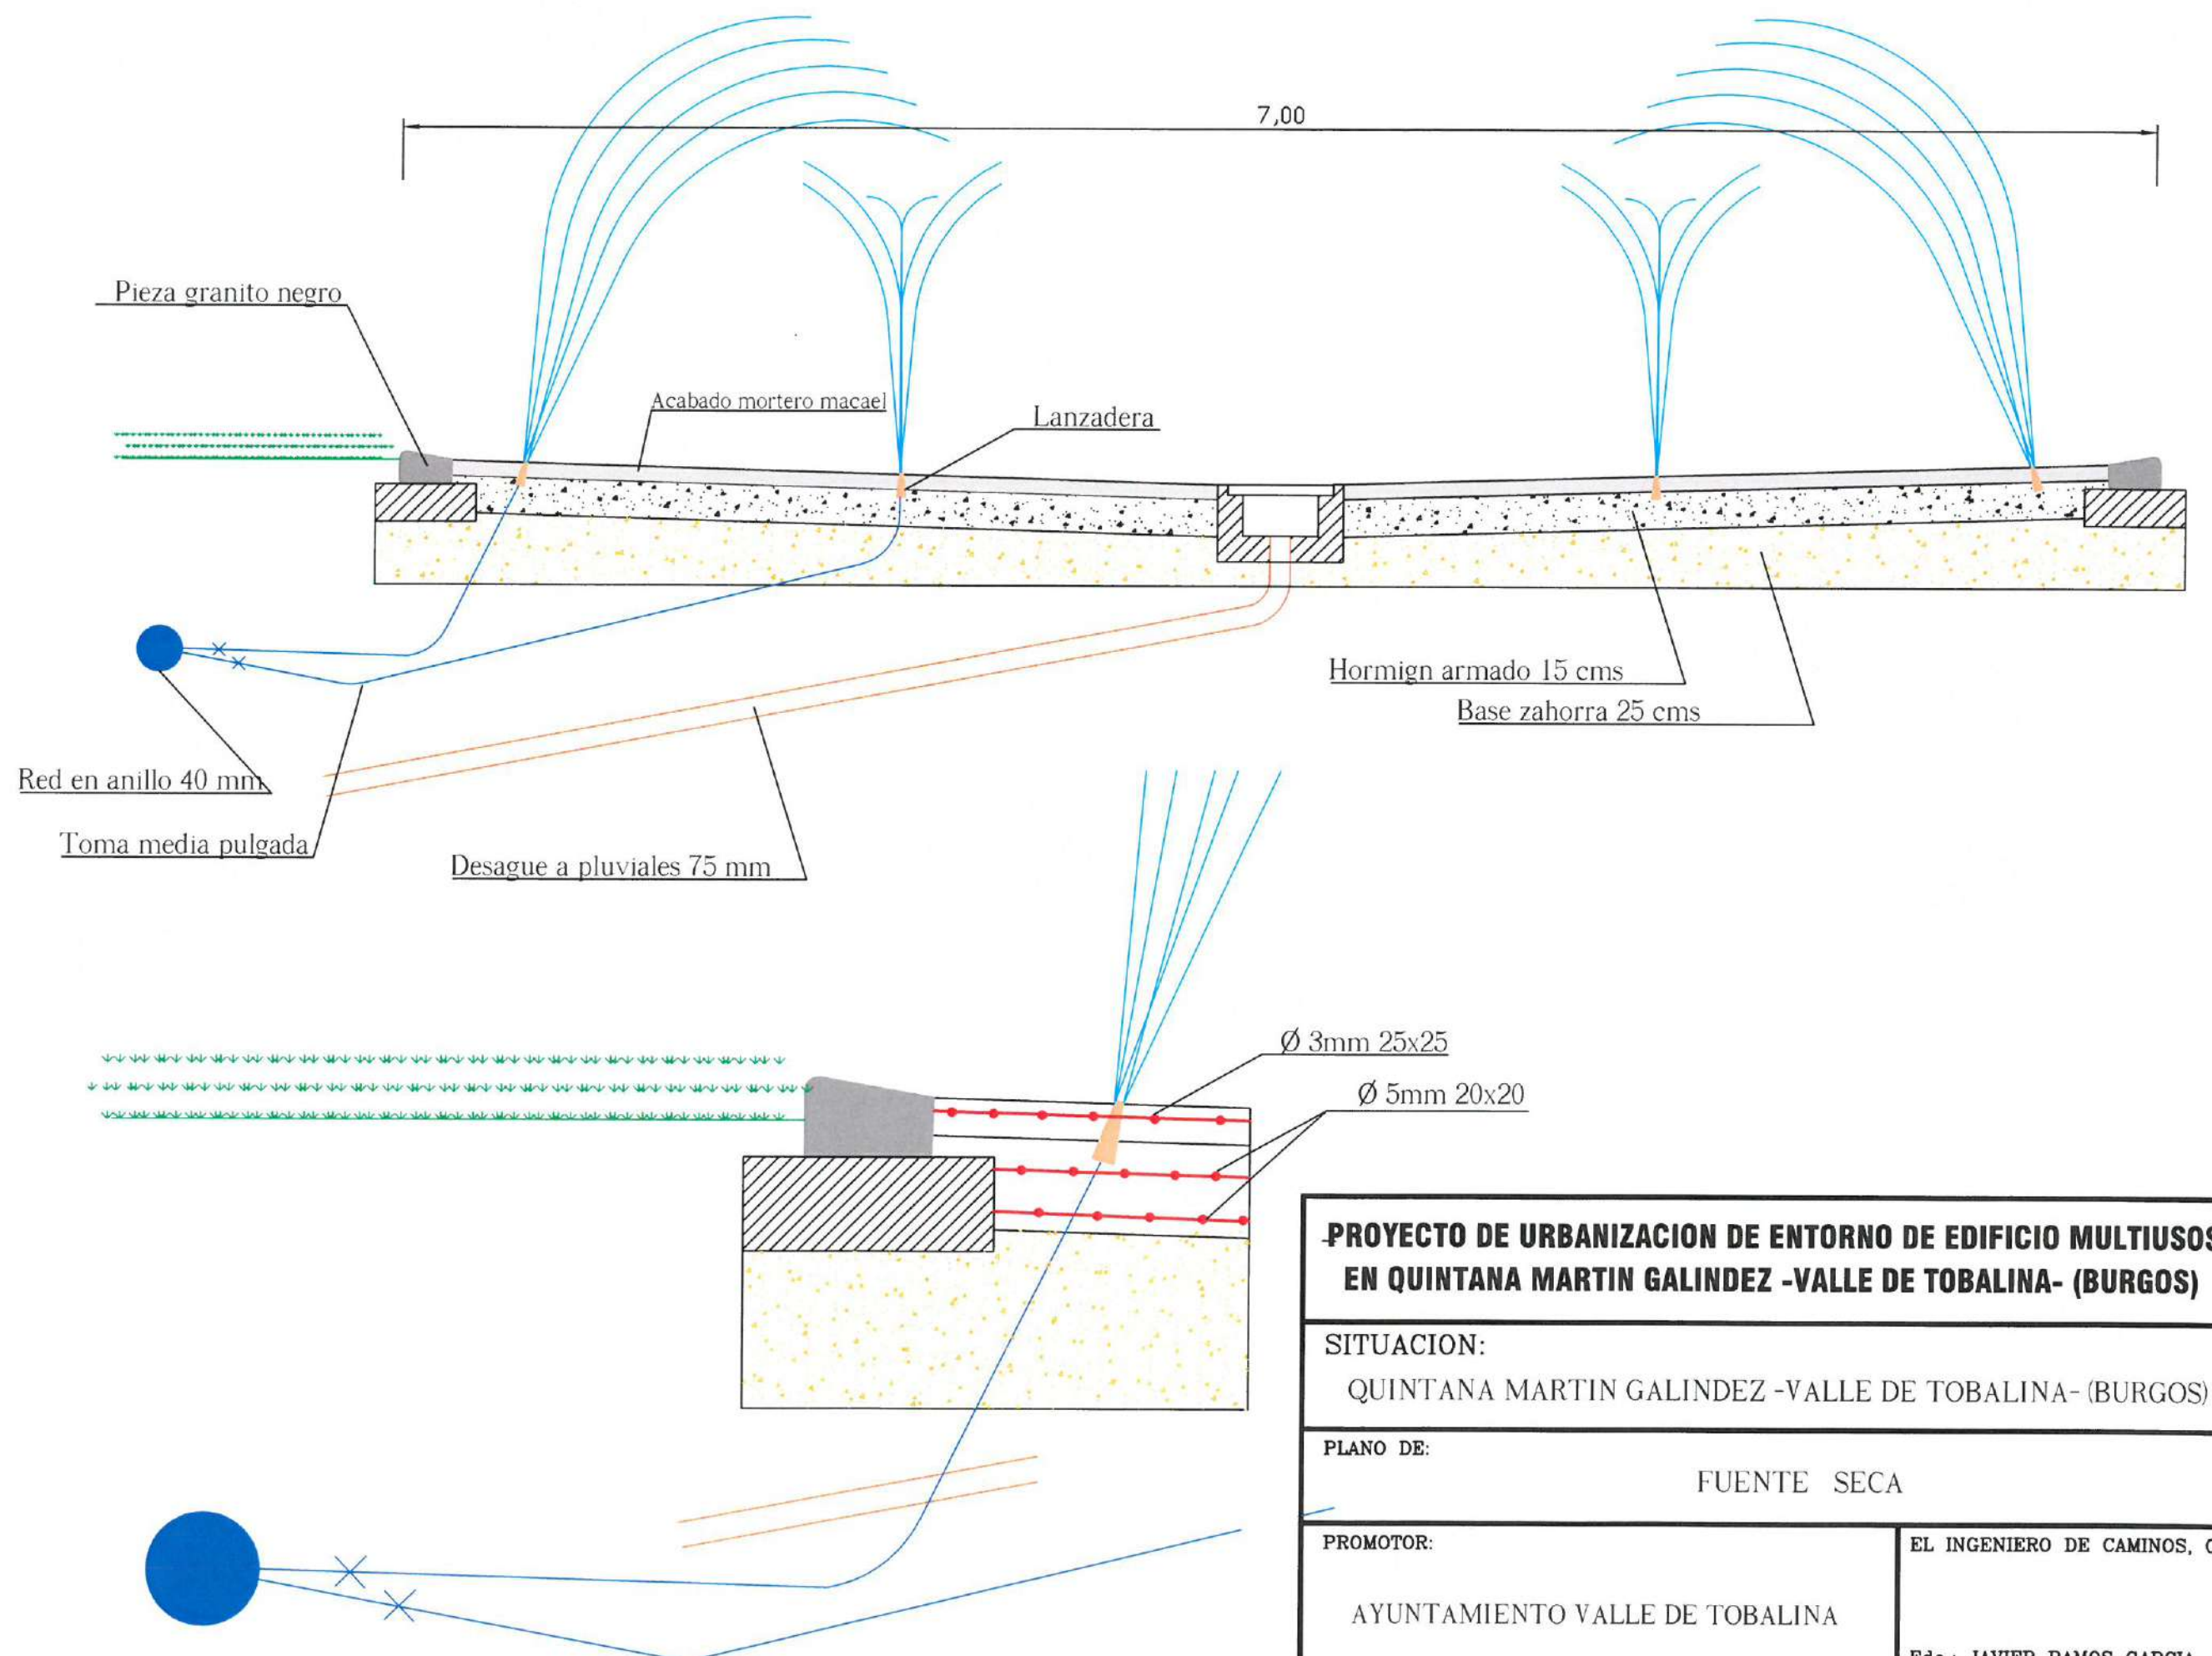 7,00
Pieza granito negro
Acabado mortero macael
Lanzadera
Hormign armado 15 cms
Base zahorra 25 cms
Red en anillo 40 mm
Toma media pulgada
Desague a pluviales 75 mm
Ø 3mm 25x25
Ø 5mm 20x20
PROYECTO DE URBANIZACION DE ENTORNO DE EDIFICIO MULTIUSOS
EN QUINTANA MARTIN GALINDEZ -VALLE DE TOBALINA- (BURGOS)
SITUACION:
QUINTANA MARTIN GALINDEZ -VALLE DE TOBALINA- (BURGOS)
PLANO DE:
FUENTE SECA
PROMOTOR:
EL INGENIERO DE CAMINOS,
AYUNTAMIENTO VALLE DE TOBALINA
JAVIER RAMOS GARCIA